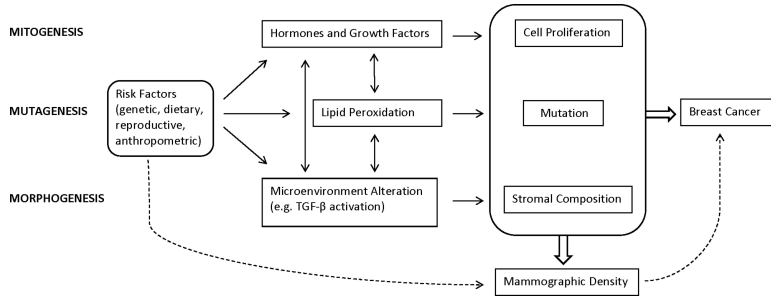 MITOGENESIS
Hormones and Growth Factors
Cell Proliferation
Risk Factors
(genetic, dietary,
reproductive,
anthropometric)
MUTAGENESIS
Lipid Peroxidation
Mutation
Breast Cancer
MORPHOGENESIS
Microenvironment Alteration
(e.g. TGF-β activation)
Stromal Composition
Mammographic Density